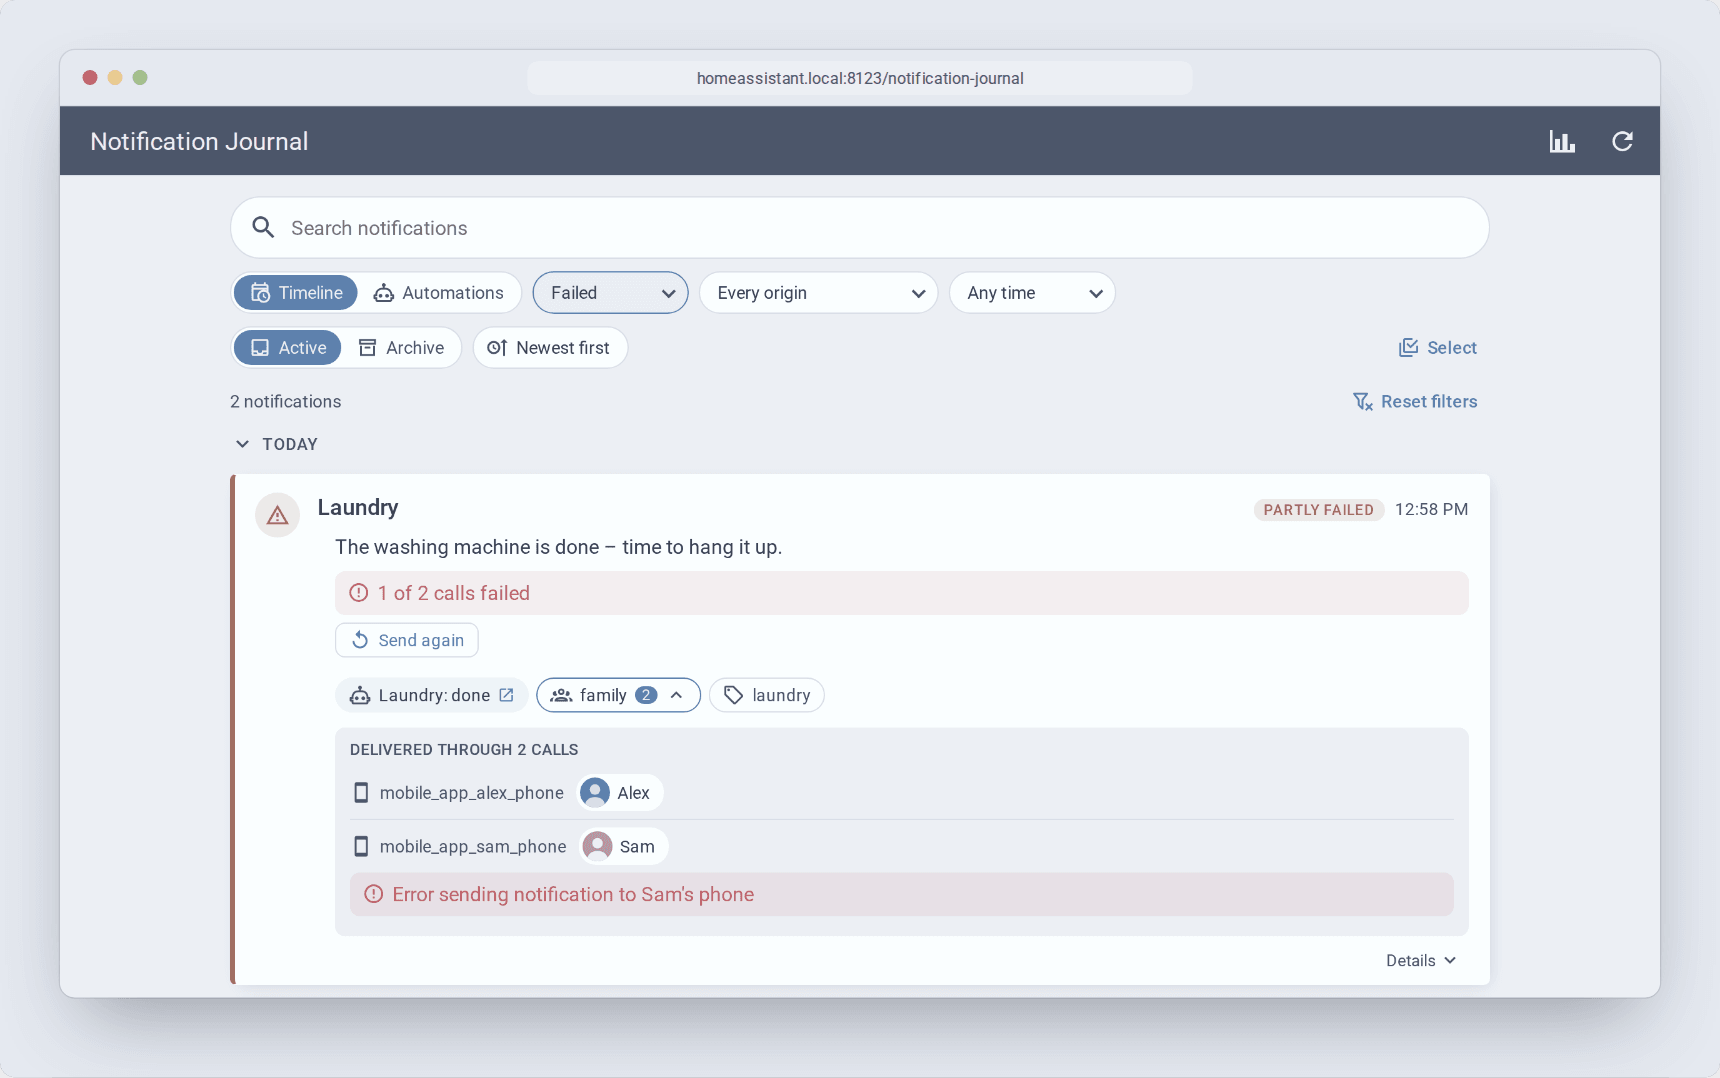 homeassistant.local:8123/notification-journal
Notification Journal
Search notifications
Timeline Automations Failed Every origin Any time
Active Archive Newest first Select
2 notifications Reset filters
TODAY
Laundry PARTLY FAILED 12:58 PM
The washing machine is done – time to hang it up.
1 of 2 calls failed
Send again
Laundry: done family 2 laundry
DELIVERED THROUGH 2 CALLS
mobile_app_alex_phone Alex
mobile_app_sam_phone Sam
Error sending notification to Sam's phone
Details